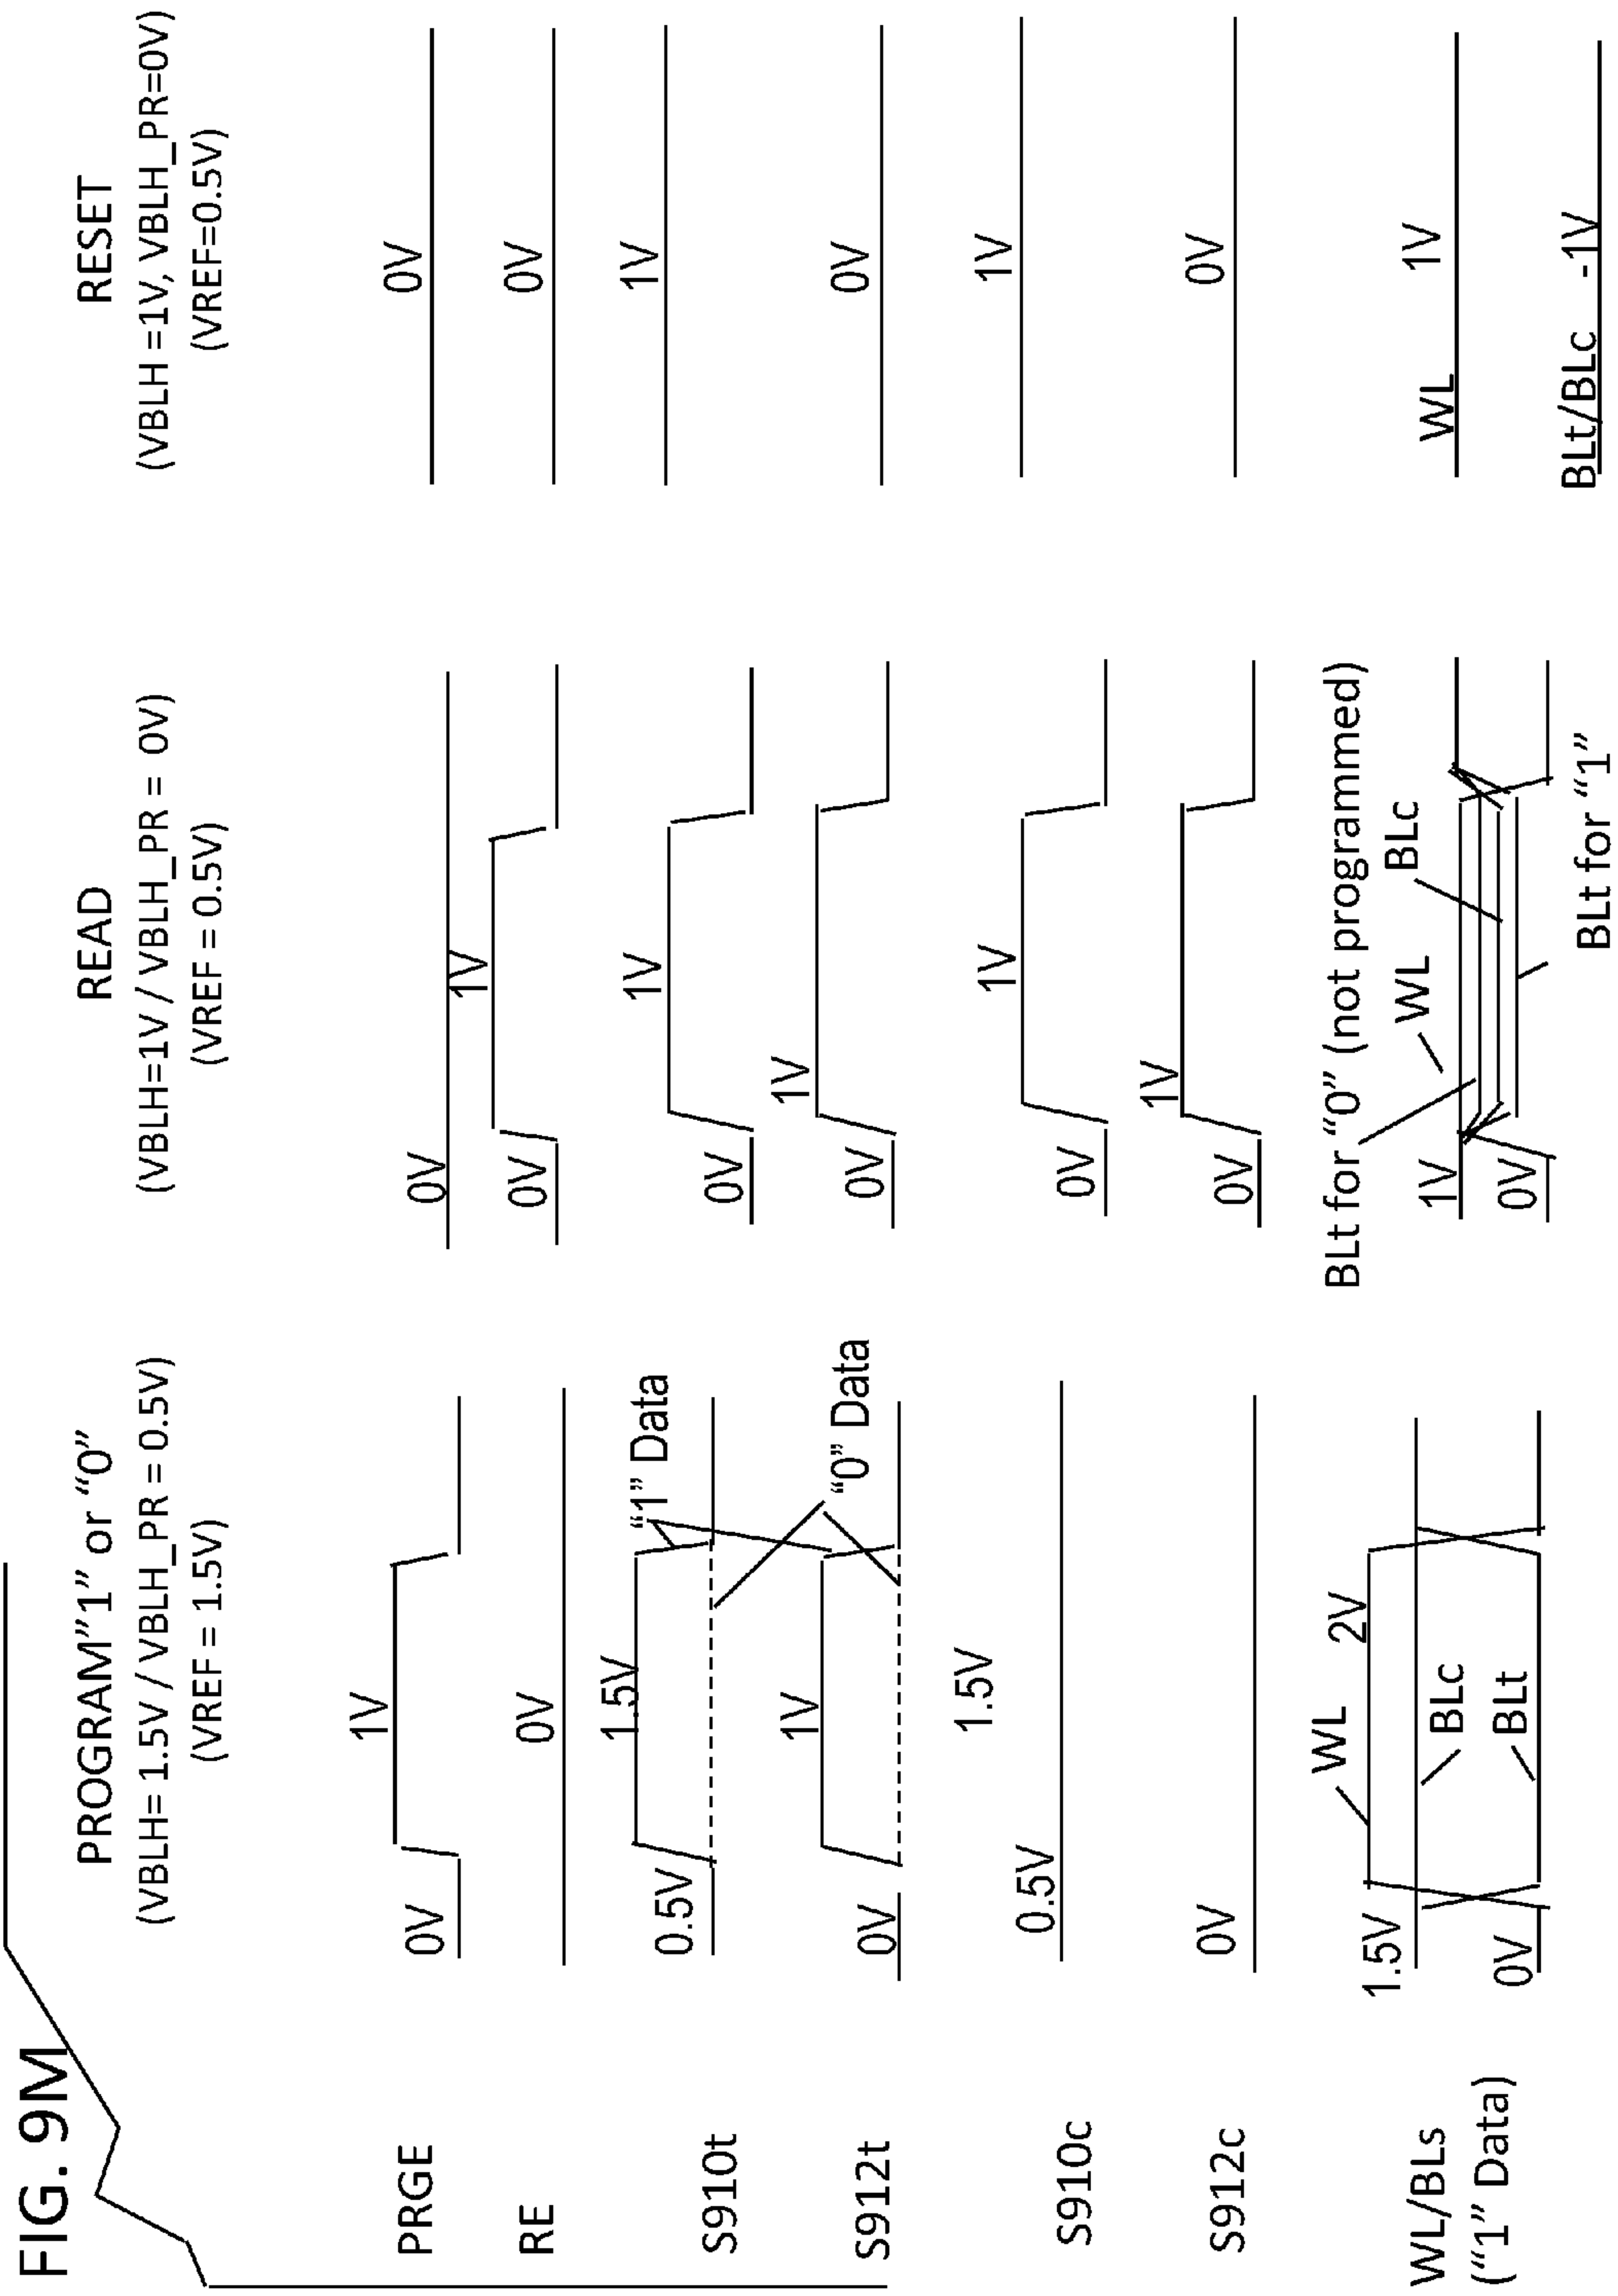 FIG. 9M
PROGRAM"1" or “0”
(VBLH= 1.5V / VBLH_PR = 0.5V)
(VREF = 1.5V)
READ
(VBLH=1V / VBLH_PR = 0V)
(VREF = 0.5V)
RESET
(VBLH =1V, VBLH_PR=0V)
(VREF=0.5V)
PRGE
0V
1V
0V
0V
RE
0V
0V
1V
0V
S910t
0.5V
1.5V
“1” Data
0V
1V
1V
S912t
0V
1V
“0” Data
0V
1V
0V
S910c
0.5V
1.5V
0V
1V
1V
S912c
0V
0V
1V
0V
WL/BLs
(“1” Data)
1.5V
0V
WL
2V
BLc
BLt
BLt for “0” (not programmed)
1V
0V
WL
BLc
BLt for “1”
WL
1V
BLt/BLc
-1V